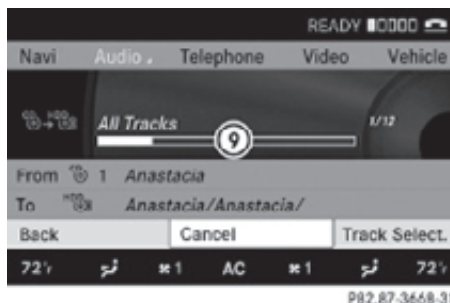 READY
Navi Audio Telephone Video Vehicle
All Tracks 1/12
9
From 1 Anastacia
To HDD Anastacia/Anastacia/
Back Cancel Track Select.
72°F 1 AC 1 72°F
P82.87-3668-31